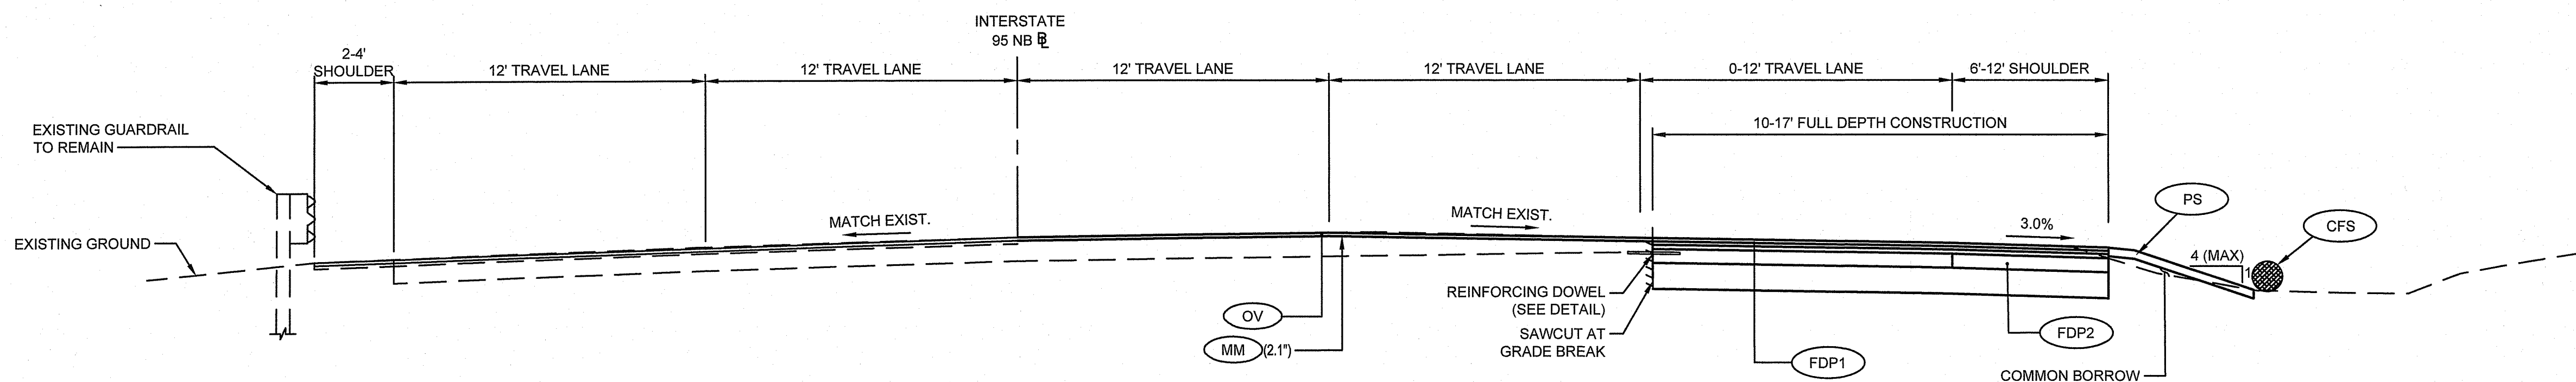 INTERSTATE
95 NB BL
2-4'
SHOULDER
12' TRAVEL LANE
12' TRAVEL LANE
12' TRAVEL LANE
12' TRAVEL LANE
0-12' TRAVEL LANE
6'-12' SHOULDER
10-17' FULL DEPTH CONSTRUCTION
EXISTING GUARDRAIL
TO REMAIN
EXISTING GROUND
MATCH EXIST.
MATCH EXIST.
3.0%
PS
CFS
4 (MAX)
1
REINFORCING DOWEL
(SEE DETAIL)
SAWCUT AT
GRADE BREAK
OV
MM (2.1")
FDP1
FDP2
COMMON BORROW